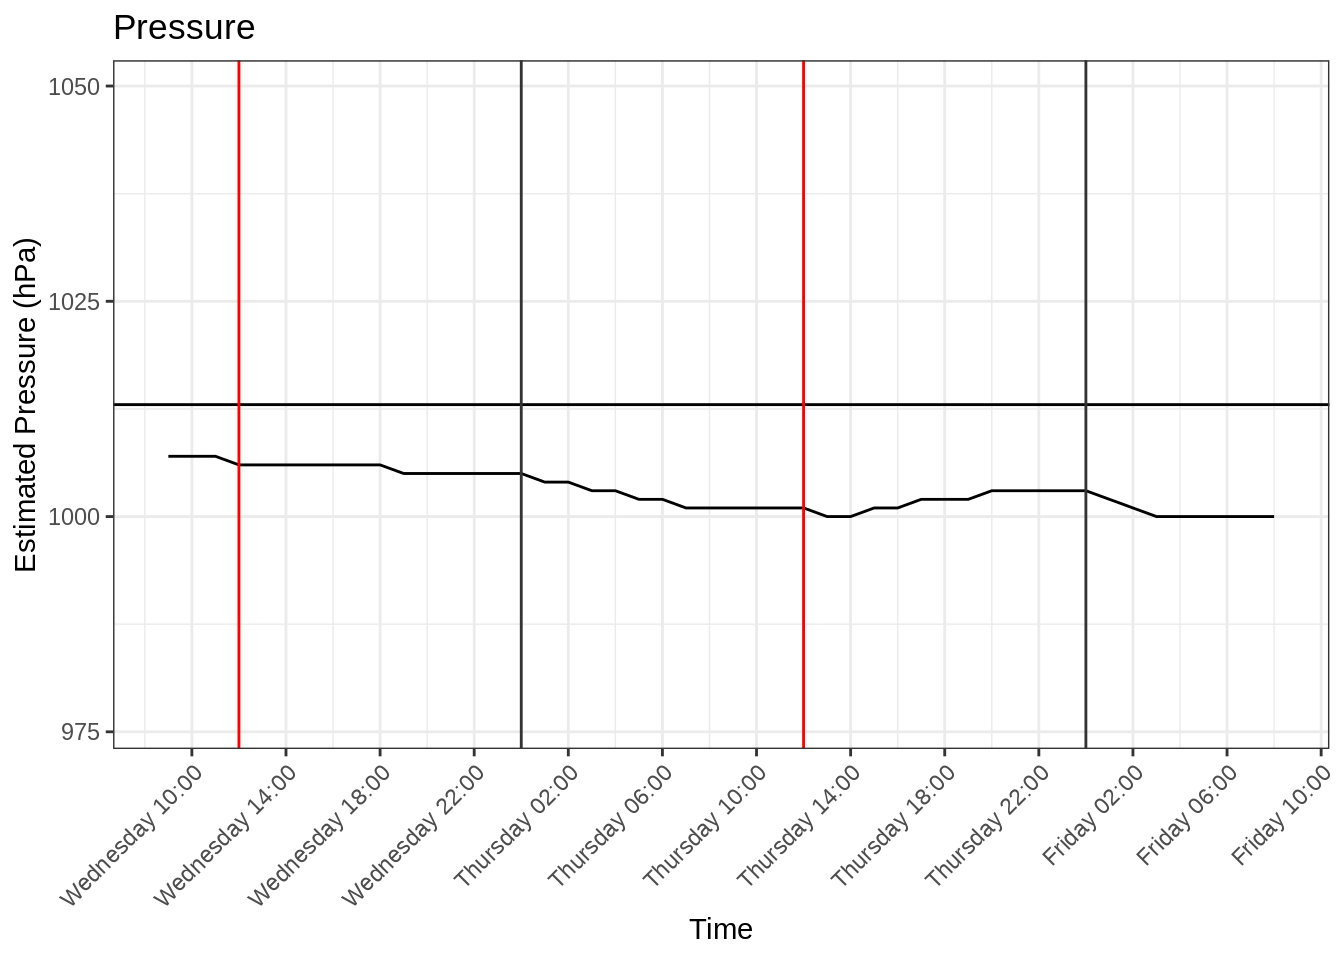 Pressure
Estimated Pressure (hPa)
1050
1025
1000
975
Wednesday 10:00
Wednesday 14:00
Wednesday 18:00
Wednesday 22:00
Thursday 02:00
Thursday 06:00
Thursday 10:00
Thursday 14:00
Thursday 18:00
Thursday 22:00
Friday 02:00
Friday 06:00
Friday 10:00
Time